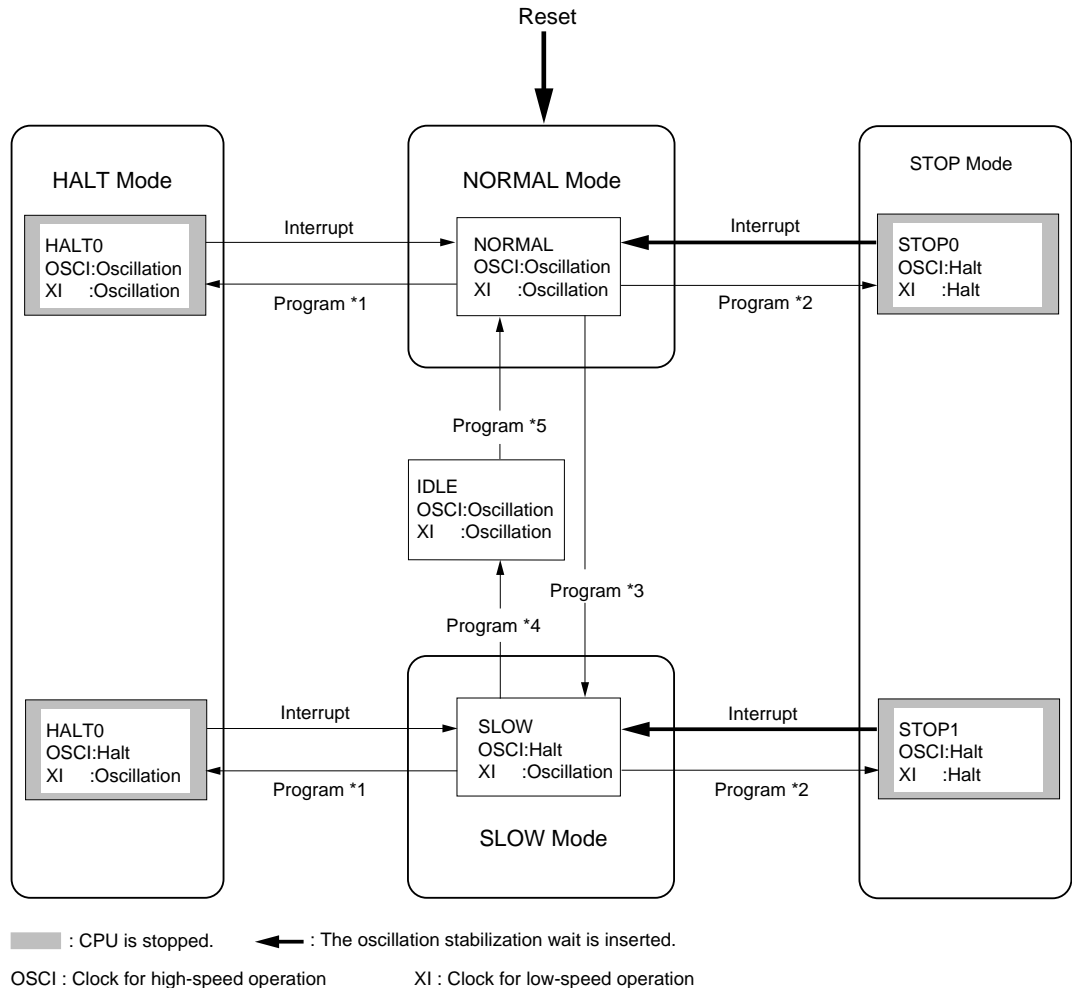 Reset
HALT Mode
NORMAL Mode
STOP Mode
HALT0
OSCI:Oscillation
XI :Oscillation
Interrupt
Program *1
NORMAL
OSCI:Oscillation
XI :Oscillation
Interrupt
Program *2
STOP0
OSCI:Halt
XI :Halt
Program *5
IDLE
OSCI:Oscillation
XI :Oscillation
Program *3
Program *4
HALT0
OSCI:Halt
XI :Oscillation
Interrupt
Program *1
SLOW
OSCI:Halt
XI :Oscillation
Interrupt
Program *2
STOP1
OSCI:Halt
XI :Halt
SLOW Mode
: CPU is stopped.
: The oscillation stabilization wait is inserted.
OSCI : Clock for high-speed operation
XI : Clock for low-speed operation